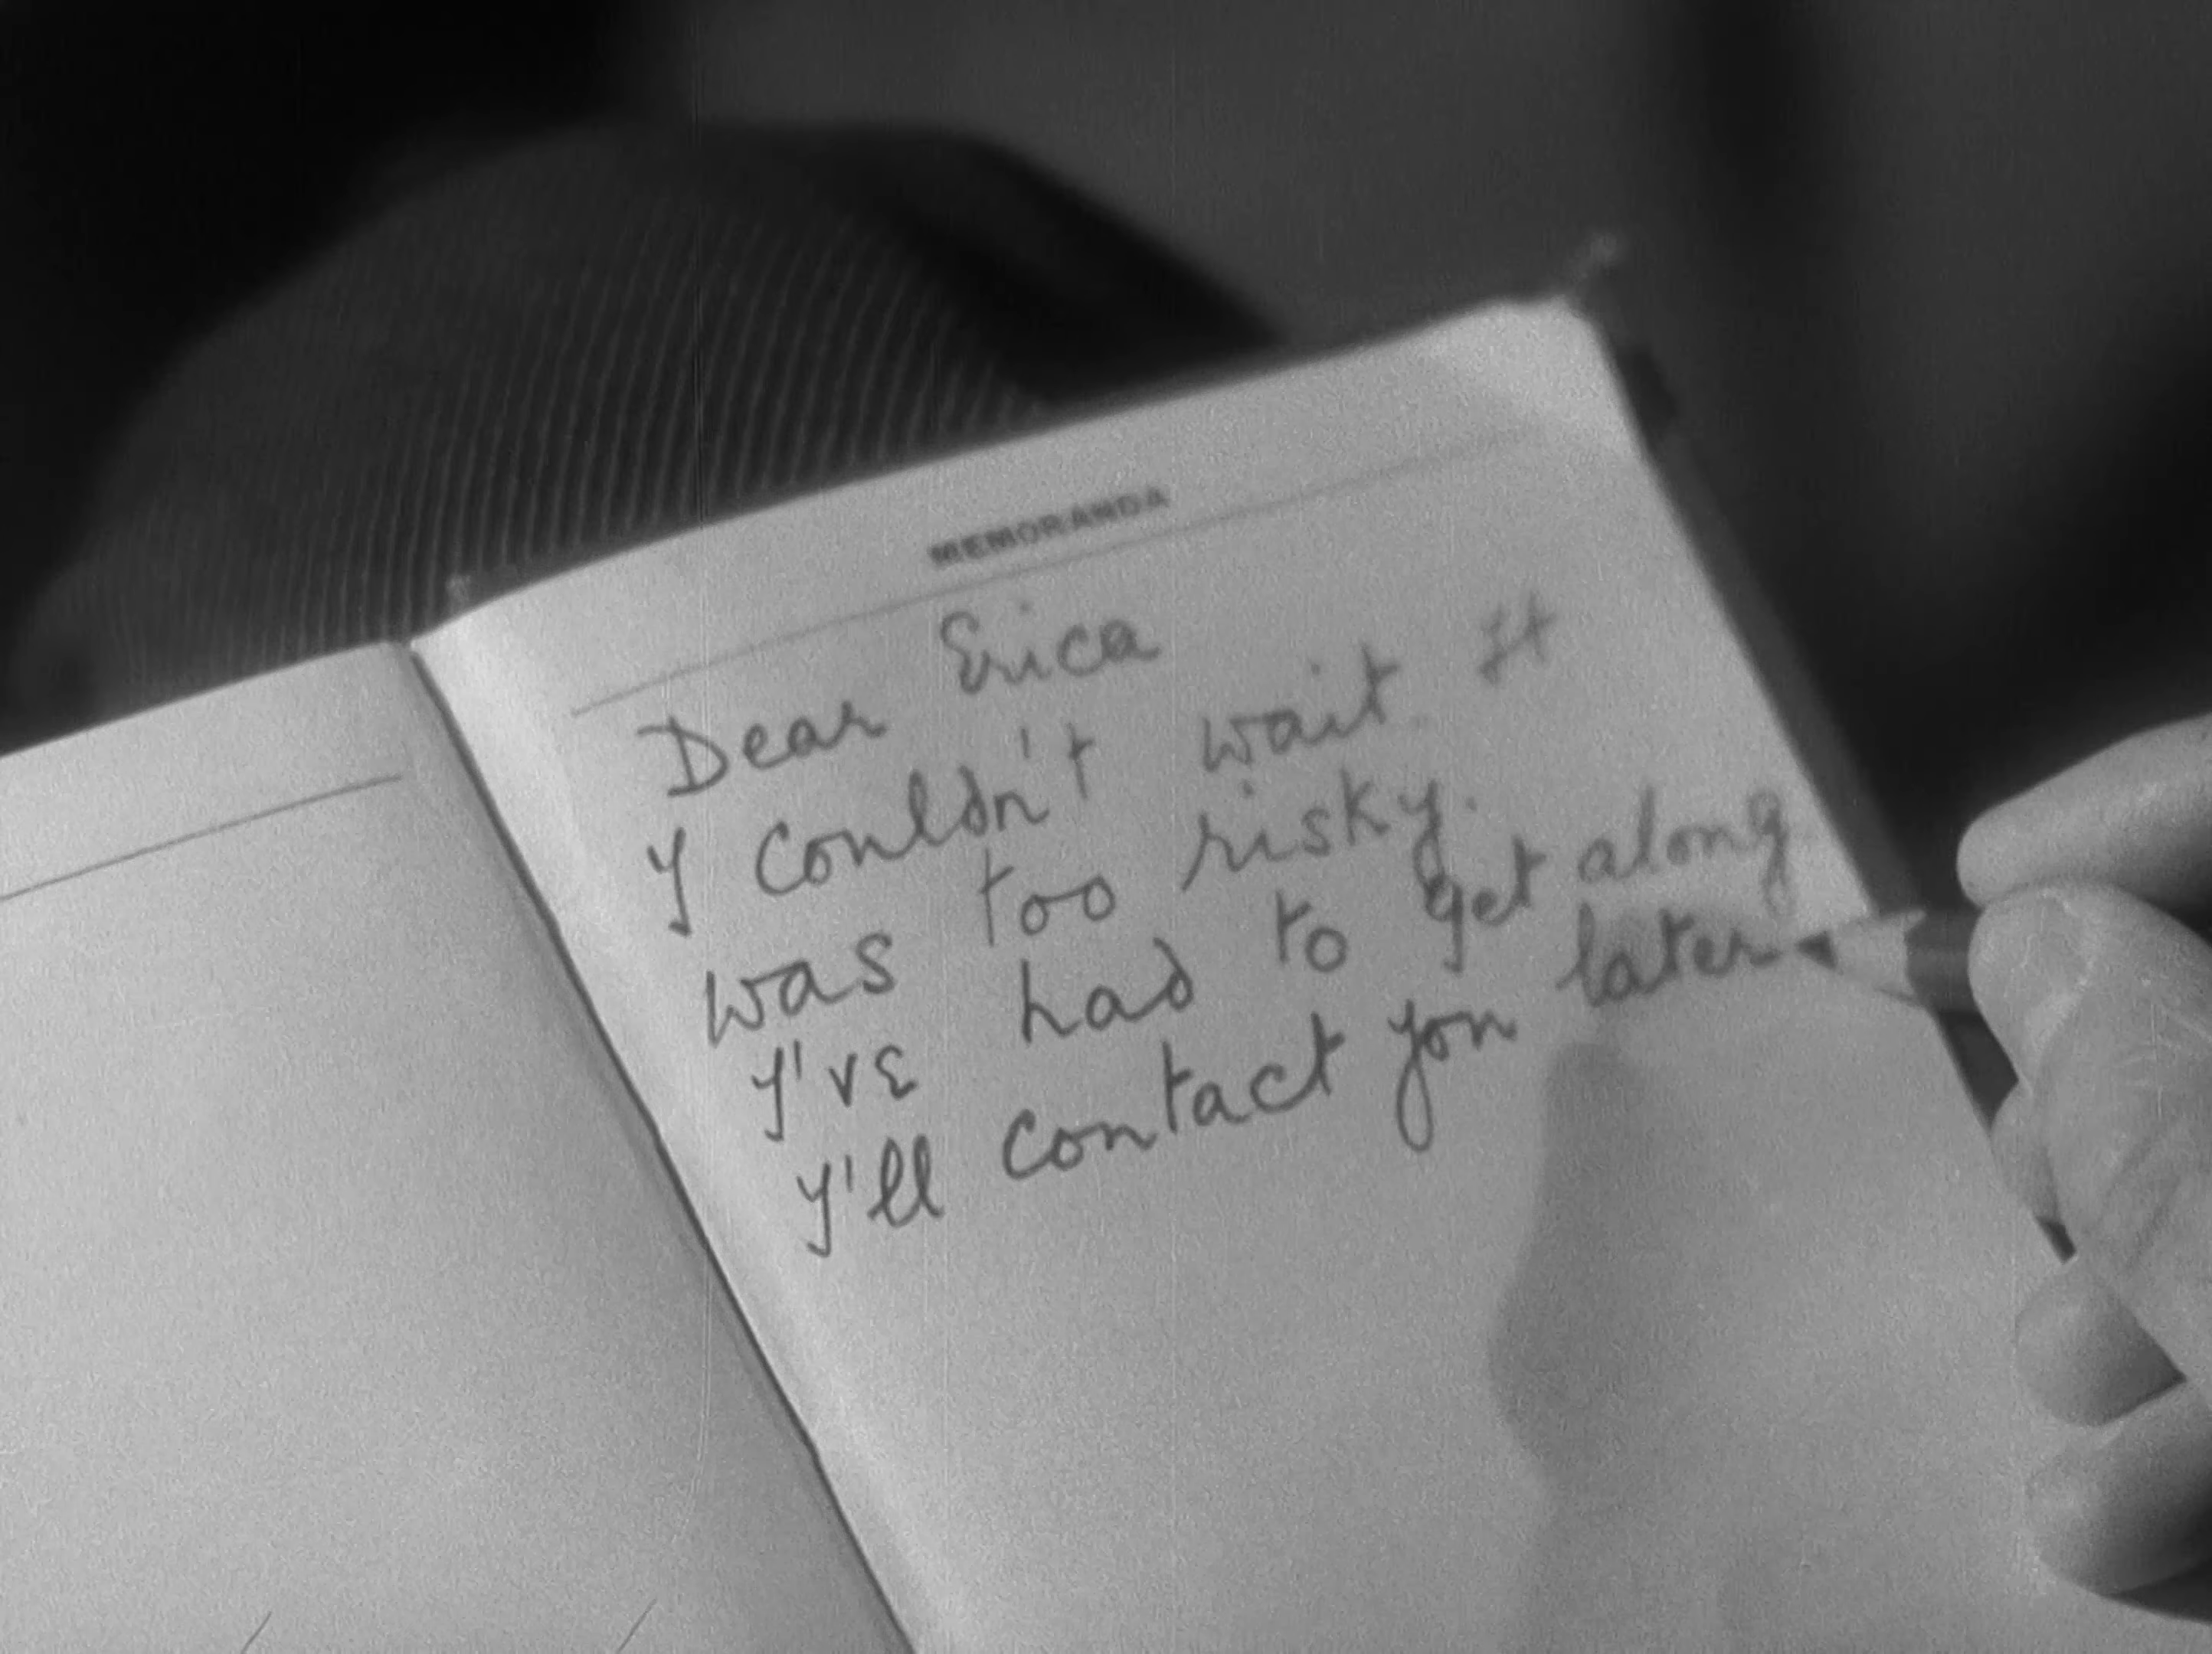 MEMORANDA
Dear Erica
I couldn't wait. It
was too risky.
I've had to get along
I'll contact you later